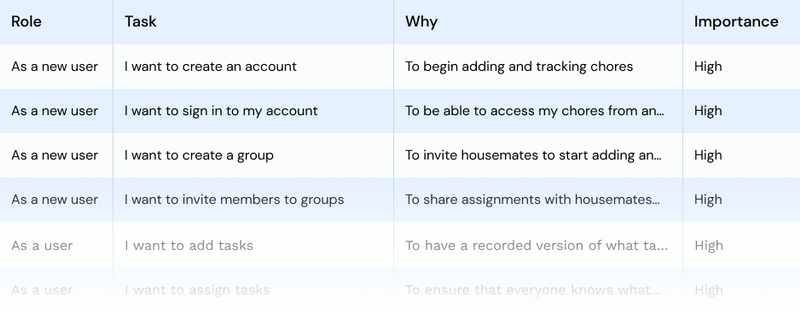 Role Task Why Importance
As a new user I want to create an account To begin adding and tracking chores High
As a new user I want to sign in to my account To be able to access my chores from an... High
As a new user I want to create a group To invite housemates to start adding an... High
As a new user I want to invite members to groups To share assignments with housemates... High
As a user I want to add tasks To have a recorded version of what ta... High
As a user I want to assign tasks To ensure that everyone knows what... High